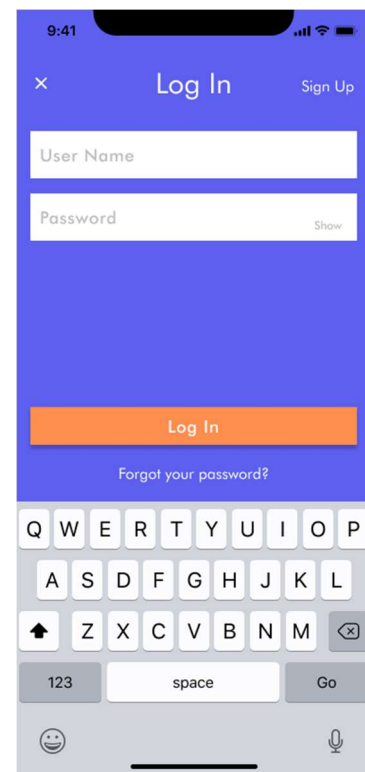 9:41
Log In Sign Up
User Name
Password Show
Log In
Forgot your password?
Q W E R T Y U I O P
A S D F G H J K L
Z X C V B N M
123 space Go